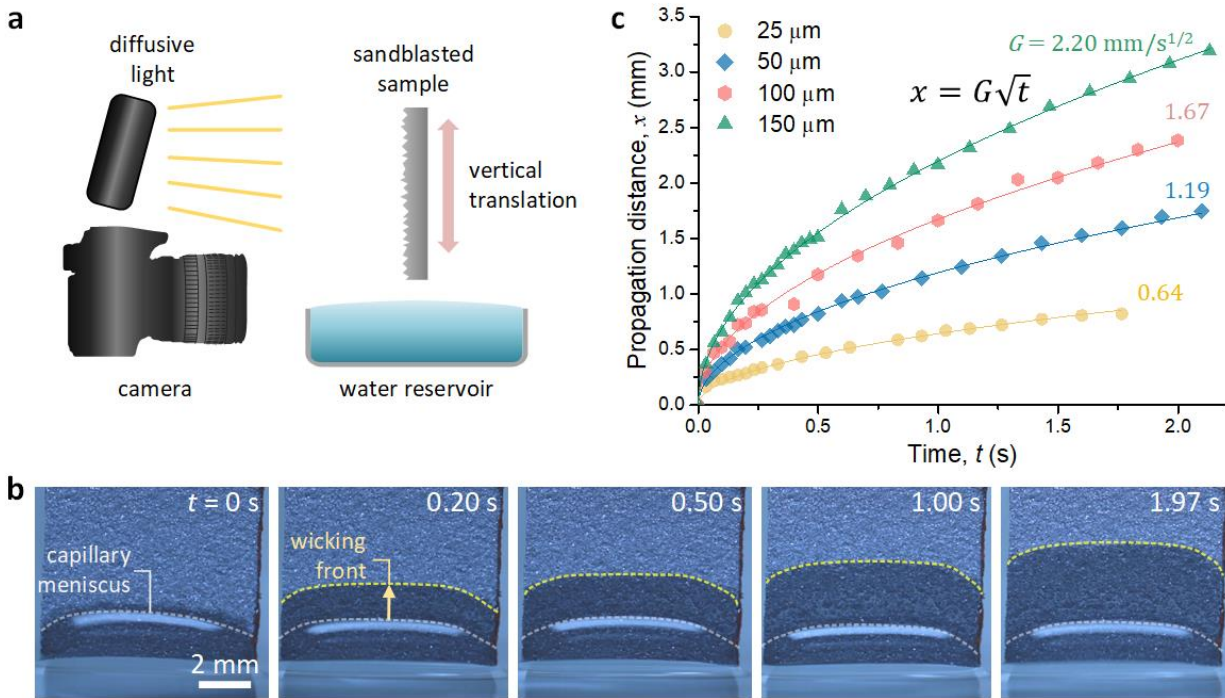 a
diffusive
light
sandblasted
sample
vertical
translation
camera
water reservoir
b
t = 0 s
capillary
meniscus
2 mm
0.20 s
wicking
front
0.50 s
1.00 s
1.97 s
c
25 μm
50 μm
100 μm
150 μm
G = 2.20 mm/s^{1/2}
x = G√t
1.67
1.19
0.64
Propagation distance, x (mm)
3.5
3.0
2.5
2.0
1.5
1.0
0.5
0.0
0.0 0.5 1.0 1.5 2.0
Time, t (s)